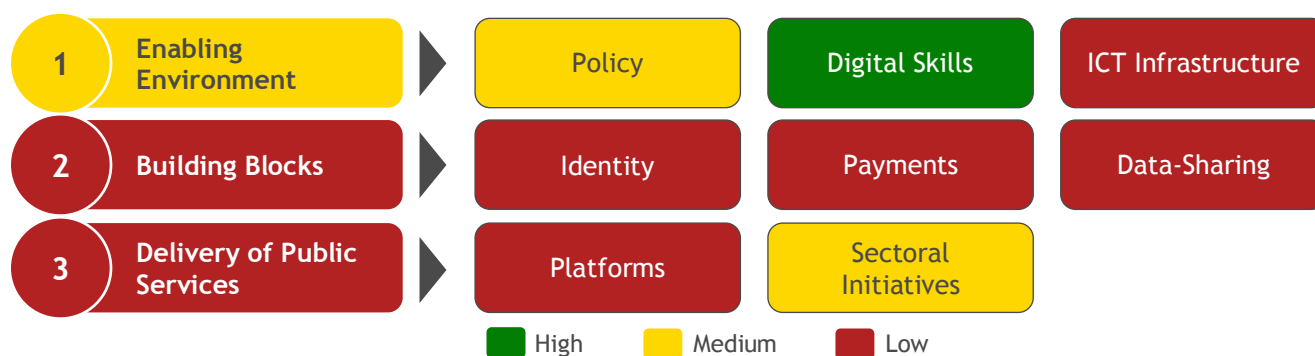 1
Enabling
Environment
Policy
Digital Skills
ICT Infrastructure
2
Building Blocks
Identity
Payments
Data-Sharing
3
Delivery of Public
Services
Platforms
Sectoral
Initiatives
High
Medium
Low